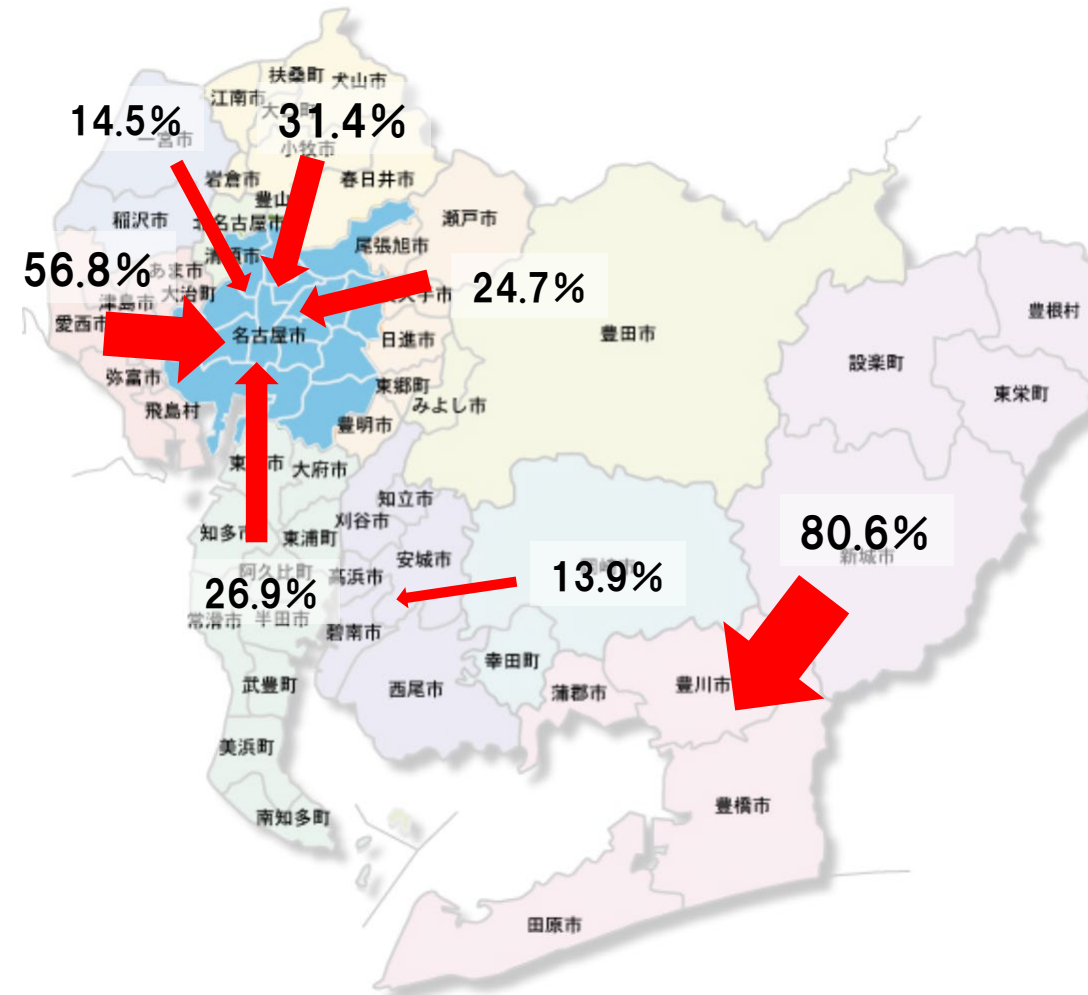 扶桑町
犬山市
江南市
14.5%
31.4%
一宮市
小牧市
岩倉市
春日井市
豊山
稲沢市
北名古屋市
瀬戸市
清須市
尾張旭市
56.8%
あま市
大治町
津島市
24.7%
愛西市
名古屋市
日進市
豊田市
豊根村
設楽町
弥富市
東郷町
東栄町
みよし市
飛島村
豊明市
大府市
知立市
刈谷市
知多市
東浦町
80.6%
安城市
新城市
阿久比町
高浜市
13.9%
26.9%
常滑市
半田市
碧南市
幸田町
武豊町
西尾市
蒲郡市
豊川市
美浜町
豊橋市
南知多町
田原市